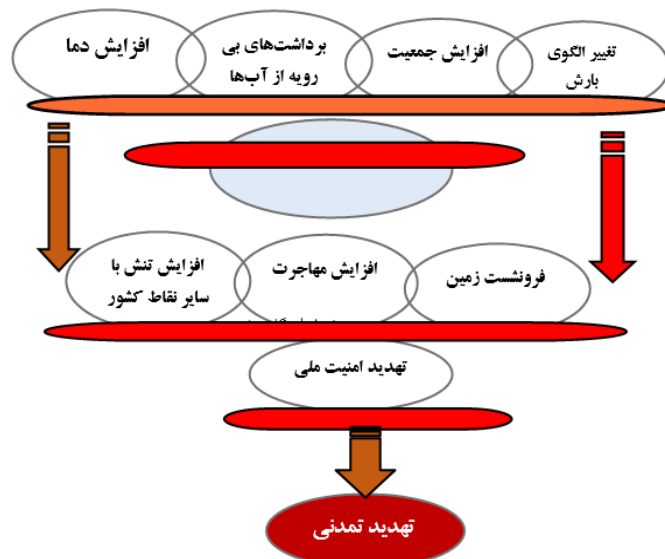 تغییر الگوی
بارش
افزایش جمعیت
برداشت‌های بی
رویه از آب‌ها
افزایش دما
فرونشست زمین
افزایش مهاجرت
افزایش تنش با
سایر نقاط کشور
تهدید امنیت ملی
تهدید تمدنی